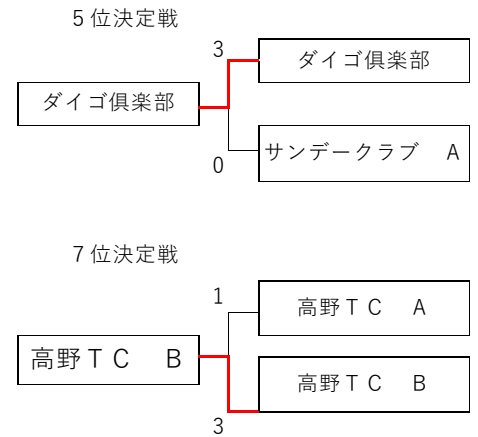 5位決定戦
3
ダイゴ倶楽部
ダイゴ倶楽部
サンデークラブ　A
0
7位決定戦
1
高野ＴＣ　A
高野ＴＣ　B
高野ＴＣ　B
3